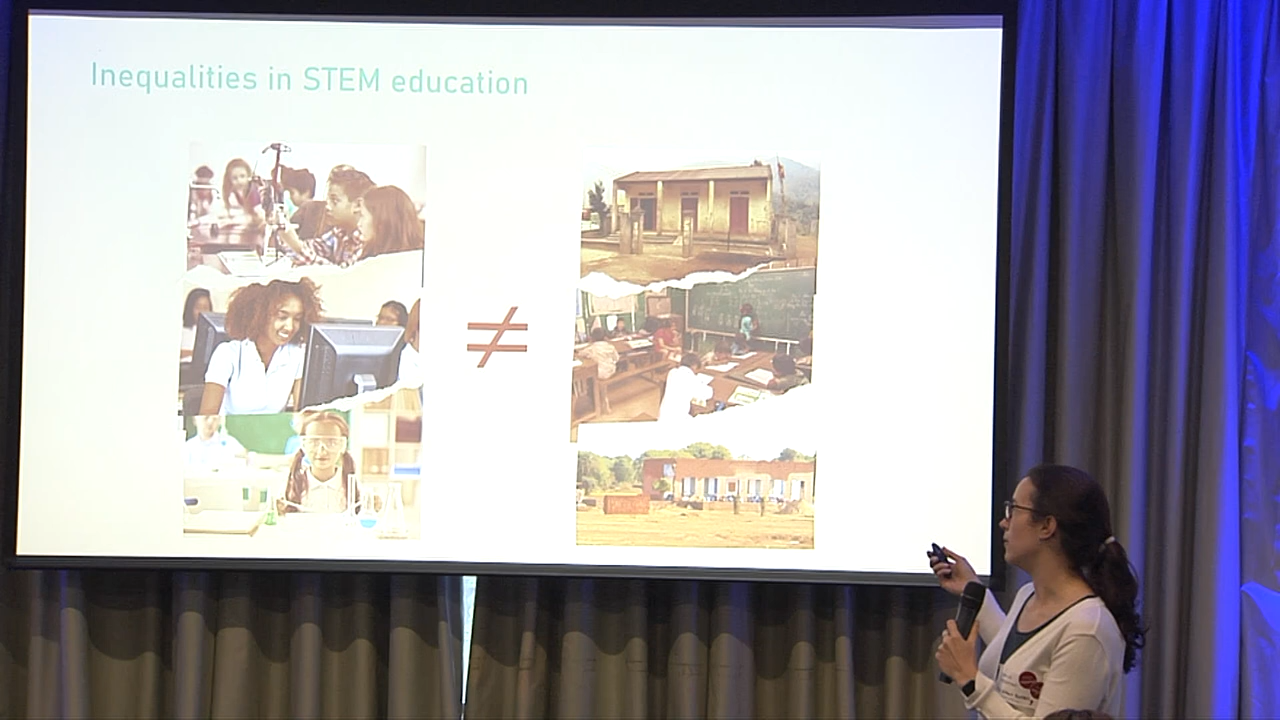 Inequalities in STEM education
≠